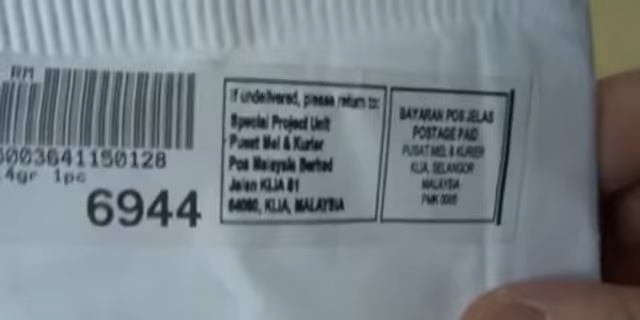 RM
0003641150128
.4gr 1pc
6944
If undelivered, please return to:
Special Project Unit
Pusat Mel & Kurier
Pos Malaysia Berhad
Jalan KLIA S1
64000, KLIA, MALAYSIA
BAYARAN POS JELAS
POSTAGE PAID
PUSAT MEL & KURIER
KLIA, SELANGOR
MALAYSIA
PMK 0005